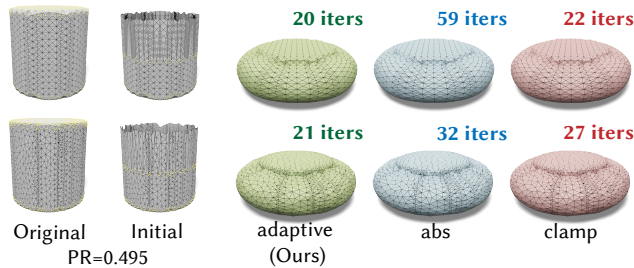 20 iters 59 iters 22 iters
21 iters 32 iters 27 iters
Original Initial adaptive abs clamp
PR=0.495 (Ours)